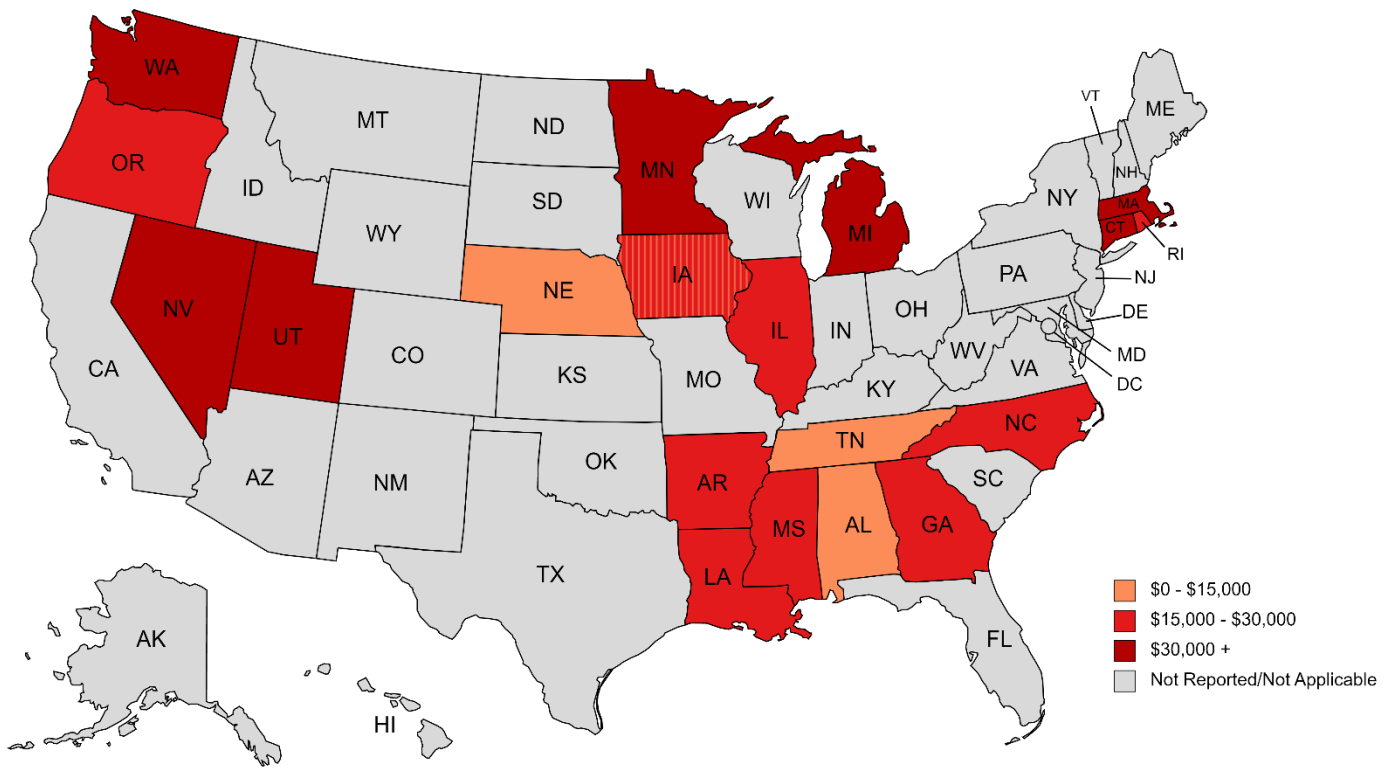 WA
MT
ND
MN
VT
ME
OR
ID
SD
WI
NH
NY
MA
WY
MI
CT
RI
NE
IA
PA
NJ
NV
UT
IL
IN
OH
DE
CO
WV
MD
CA
KS
MO
KY
VA
DC
TN
NC
AZ
NM
OK
AR
SC
MS
AL
GA
TX
LA
$0 - $15,000
$15,000 - $30,000
$30,000 +
Not Reported/Not Applicable
AK
FL
HI